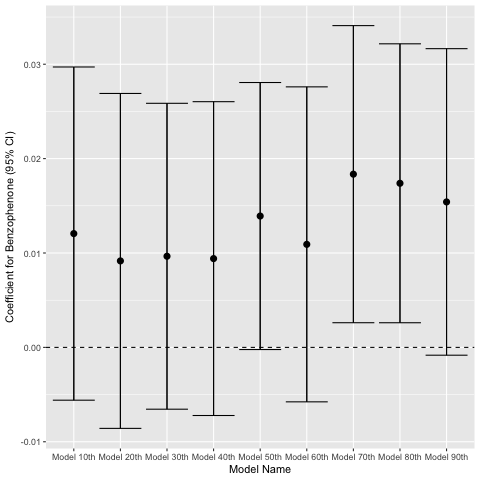 Coefficient for Benzophenone (95% CI)
0.03
0.02
0.01
0.00
-0.01
Model 10th Model 20th Model 30th Model 40th Model 50th Model 60th Model 70th Model 80th Model 90th
Model Name